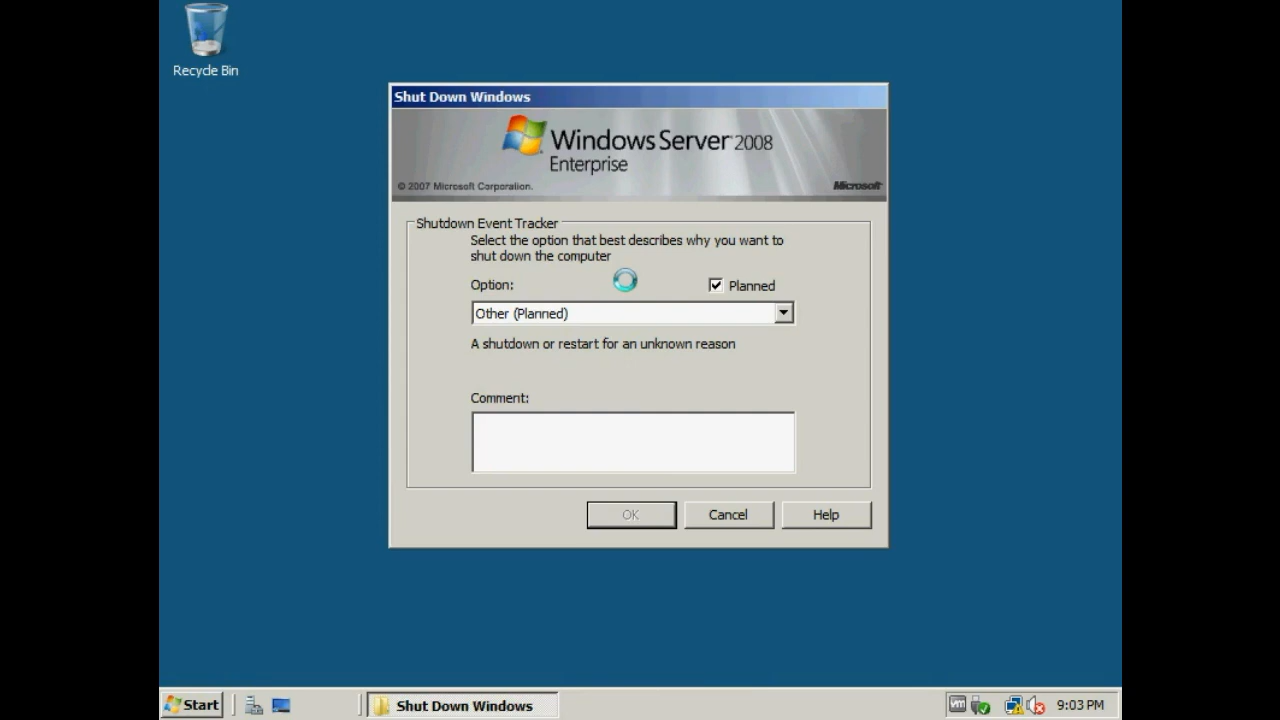 Recycle Bin
Shut Down Windows
Windows Server 2008
Enterprise
© 2007 Microsoft Corporation.
Microsoft
Shutdown Event Tracker
Select the option that best describes why you want to
shut down the computer
Option:
Planned
Other (Planned)
A shutdown or restart for an unknown reason
Comment:
OK
Cancel
Help
Start
Shut Down Windows
vm
9:03 PM